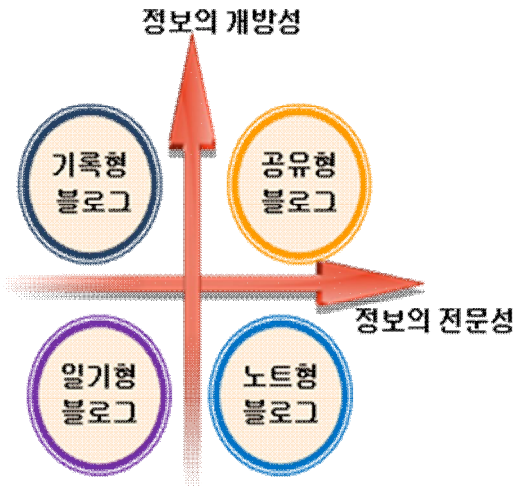 정보의 개방성
기록형
블로그
공유형
블로그
정보의 전문성
일기형
블로그
노트형
블로그